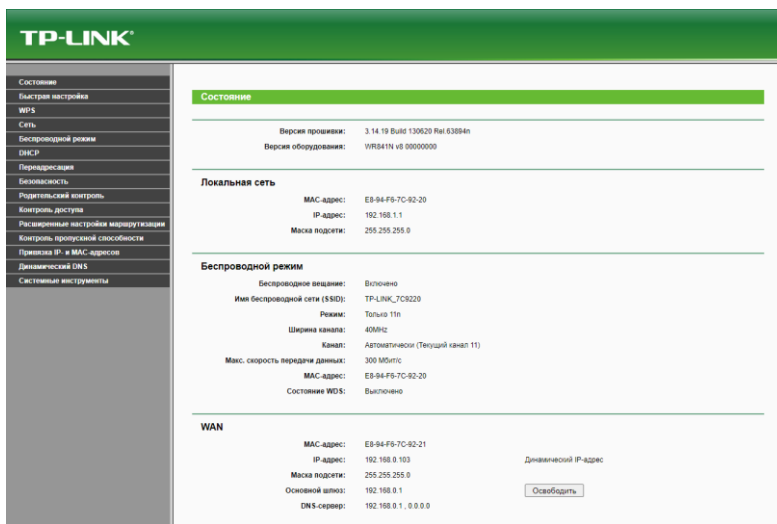 TP-LINK®
Состояние
Быстрая настройка
WPS
Сеть
Беспроводной режим
DHCP
Переадресация
Безопасность
Родительский контроль
Контроль доступа
Расширенные настройки маршрутизации
Контроль пропускной способности
Привязка IP- и MAC-адресов
Динамический DNS
Системные инструменты
Состояние
Версия прошивки: 3.14.19 Build 130620 Rel.63894n
Версия оборудования: WR841N v8 00000000
Локальная сеть
MAC-адрес: E8-94-F6-7C-92-20
IP-адрес: 192.168.1.1
Маска подсети: 255.255.255.0
Беспроводной режим
Беспроводное вещание: Включено
Имя беспроводной сети (SSID): TP-LINK_7C9220
Режим: Только 11n
Ширина канала: 40MHz
Канал: Автоматически (Текущий канал 11)
Макс. скорость передачи данных: 300 Мбит/с
MAC-адрес: E8-94-F6-7C-92-20
Состояние WDS: Выключено
WAN
MAC-адрес: E8-94-F6-7C-92-21
IP-адрес: 192.168.0.103 Динамический IP-адрес
Маска подсети: 255.255.255.0
Основной шлюз: 192.168.0.1 Освободить
DNS-сервер: 192.168.0.1 , 0.0.0.0